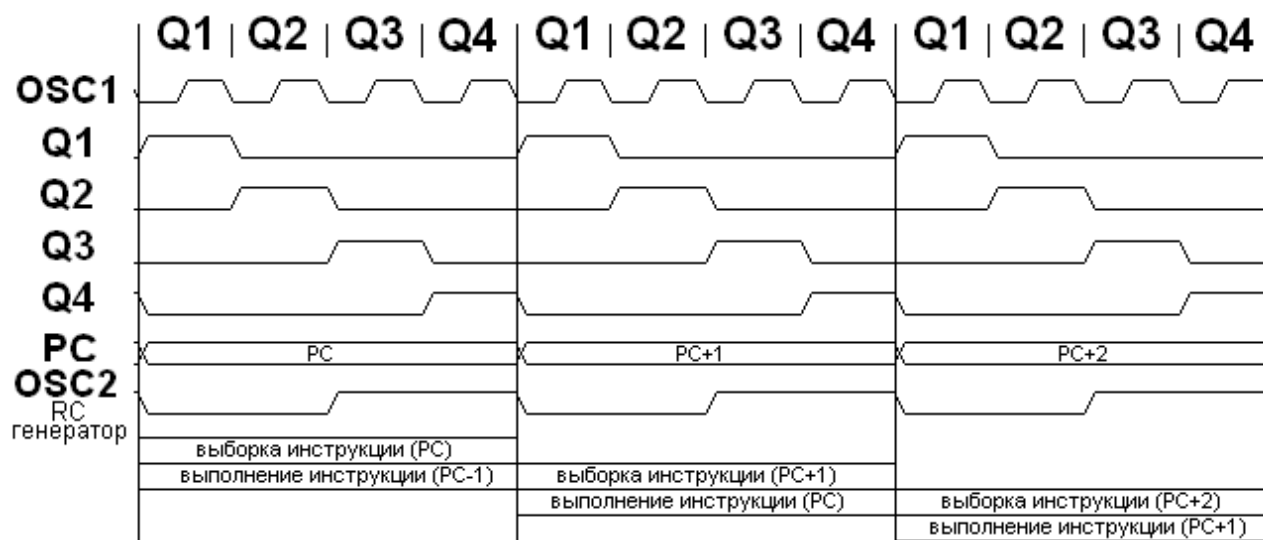 Q1 | Q2 | Q3 | Q4 | Q1 | Q2 | Q3 | Q4 | Q1 | Q2 | Q3 | Q4
OSC1
Q1
Q2
Q3
Q4
PC PC PC+1 PC+2
OSC2
RC
генератор
выборка инструкции (PC)
выполнение инструкции (PC-1) выборка инструкции (PC+1)
выполнение инструкции (PC) выборка инструкции (PC+2)
выполнение инструкции (PC+1)